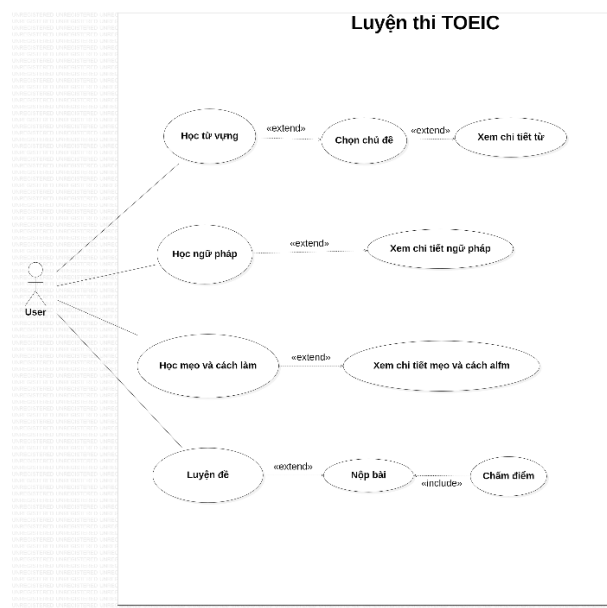 Luyện thi TOEIC
Học từ vựng
«extend»
Chọn chủ đề
«extend»
Xem chi tiết từ
Học ngữ pháp
«extend»
Xem chi tiết ngữ pháp
User
Học mẹo và cách làm
«extend»
Xem chi tiết mẹo và cách alfm
Luyện đề
«extend»
Nộp bài
«include»
Chấm điểm